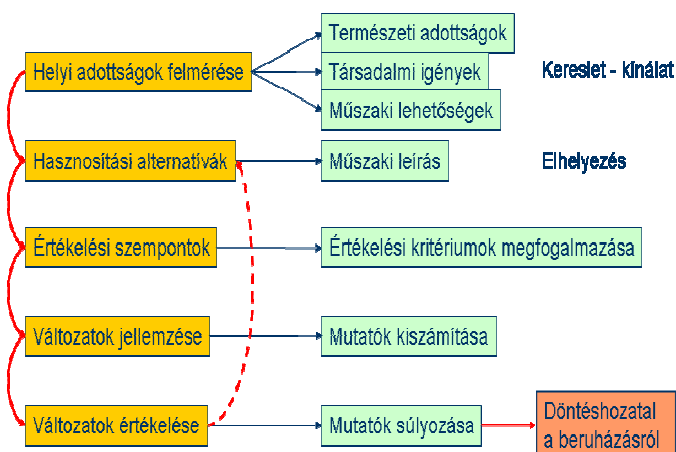 Természeti adottságok
Helyi adottságok felmérése
Társadalmi igények
Kereslet - kínálat
Műszaki lehetőségek
Hasznosítási alternatívák
Műszaki leírás
Elhelyezés
Értékelési szempontok
Értékelési kritériumok megfogalmazása
Változatok jellemzése
Mutatók kiszámítása
Változatok értékelése
Mutatók súlyozása
Döntéshozatal
a beruházásról